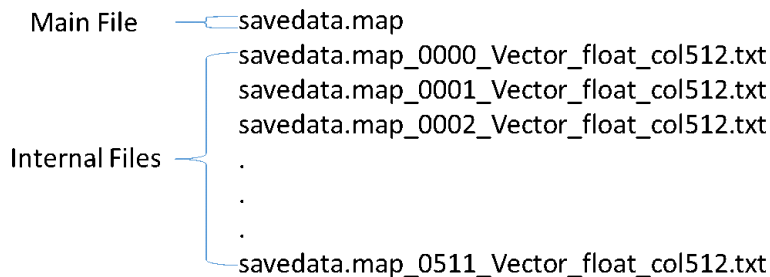 Main File savedata.map
savedata.map_0000_Vector_float_col512.txt
savedata.map_0001_Vector_float_col512.txt
savedata.map_0002_Vector_float_col512.txt
Internal Files .
.
.
savedata.map_0511_Vector_float_col512.txt